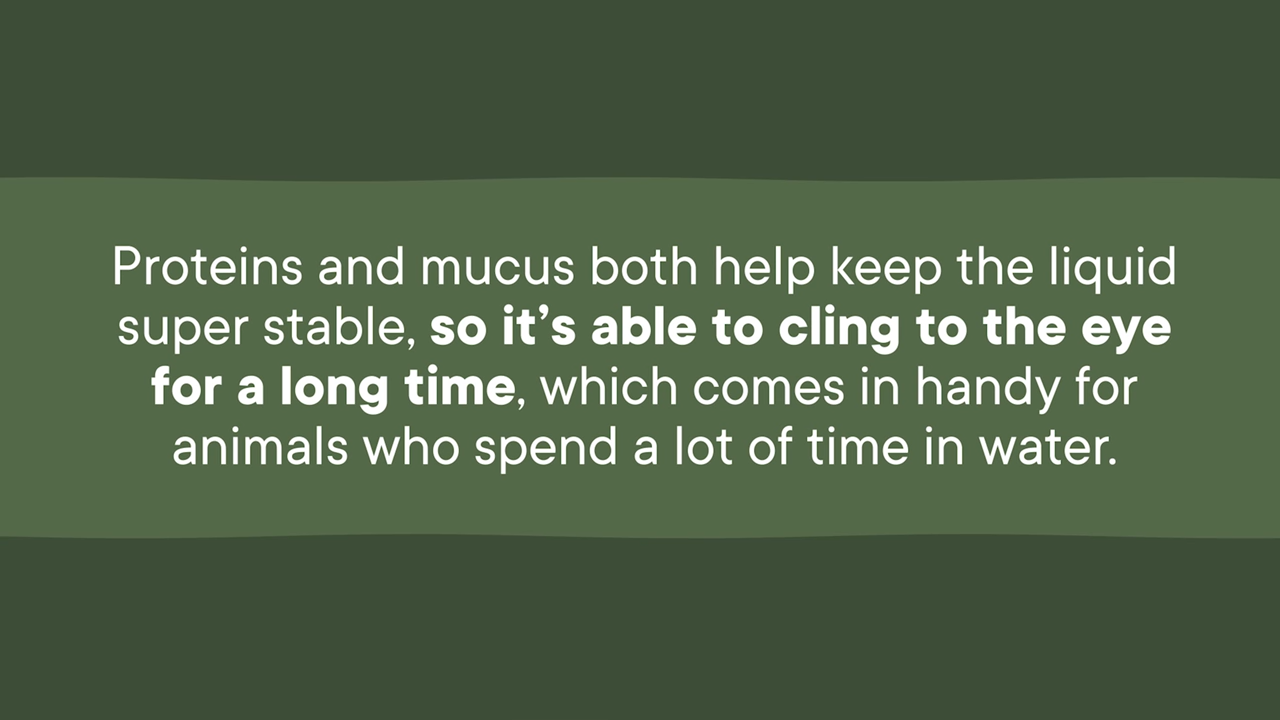 Proteins and mucus both help keep the liquid
super stable, so it’s able to cling to the eye
for a long time, which comes in handy for
animals who spend a lot of time in water.